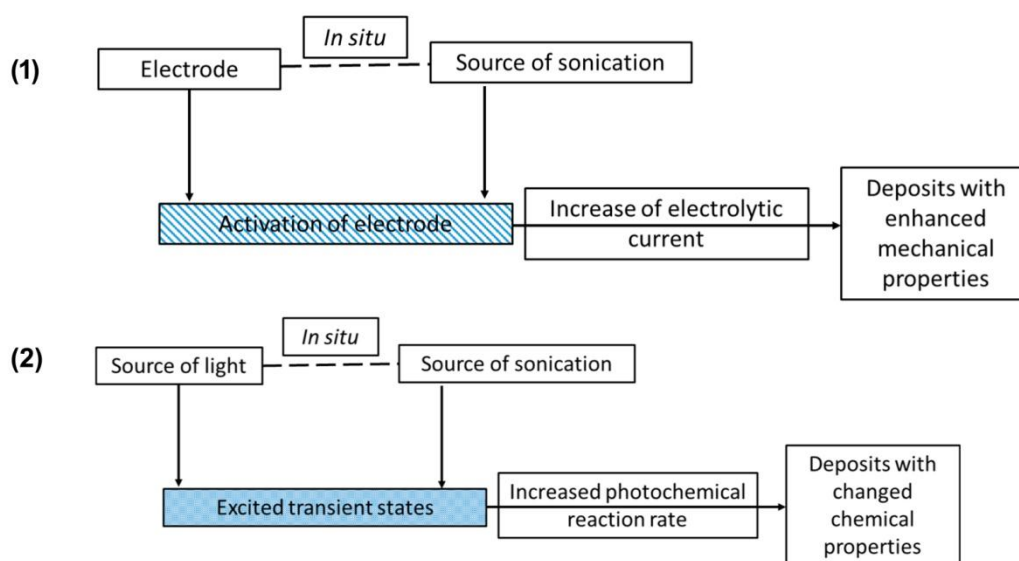 (1)
In situ
Electrode
Source of sonication
Activation of electrode
Increase of electrolytic
current
Deposits with
enhanced
mechanical
properties
(2)
In situ
Source of light
Source of sonication
Excited transient states
Increased photochemical
reaction rate
Deposits with
changed
chemical
properties